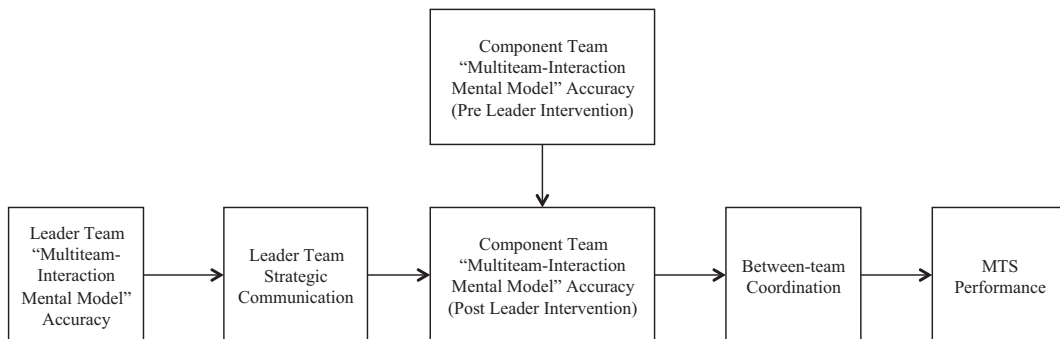 Component Team
“Multiteam-Interaction
Mental Model” Accuracy
(Pre Leader Intervention)
Leader Team
“Multiteam-
Interaction
Mental Model”
Accuracy
Leader Team
Strategic
Communication
Component Team
“Multiteam-Interaction
Mental Model” Accuracy
(Post Leader Intervention)
Between-team
Coordination
MTS
Performance